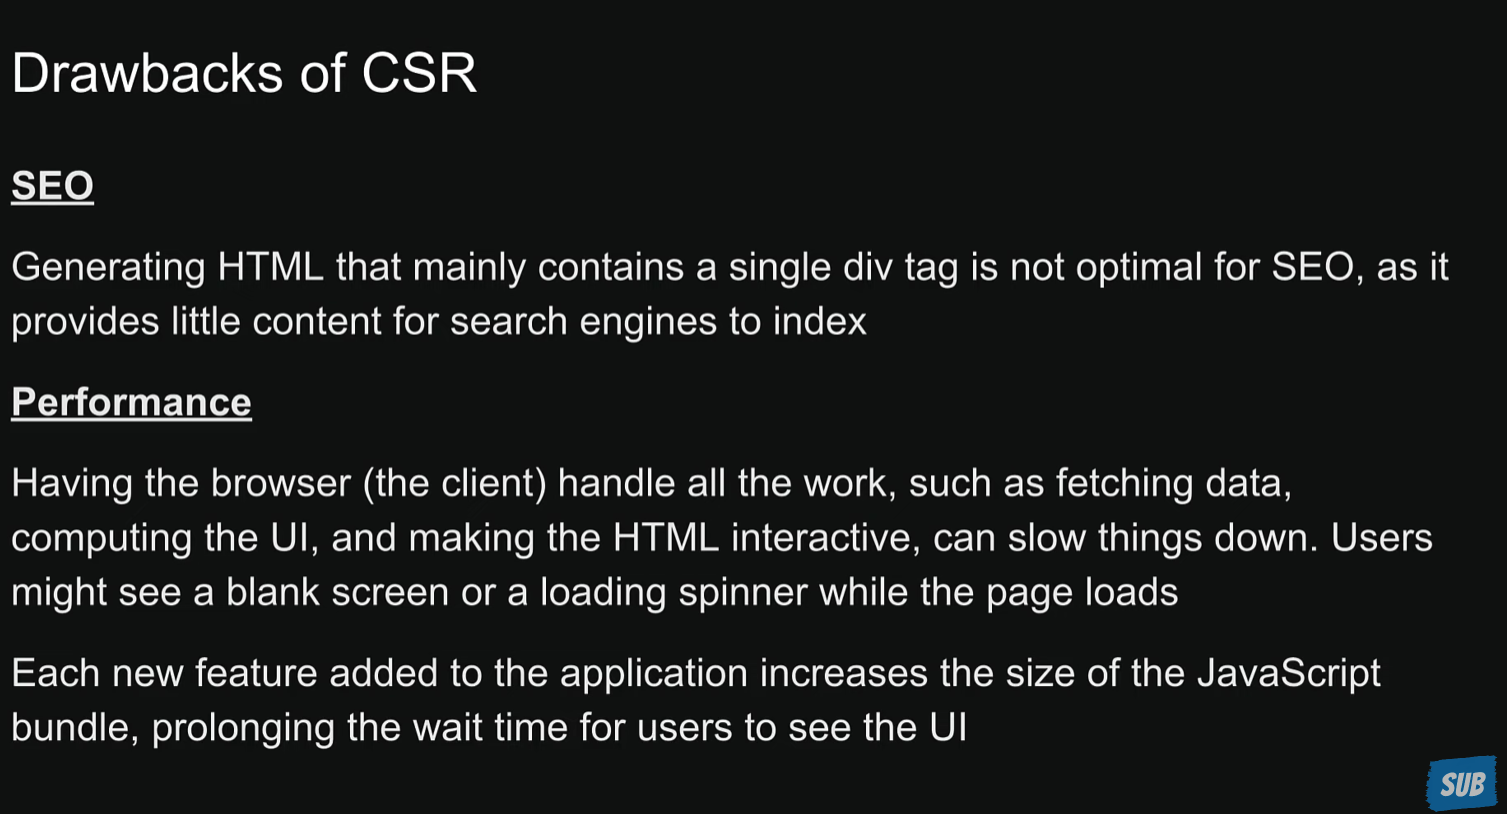 Drawbacks of CSR
SEO
Generating HTML that mainly contains a single div tag is not optimal for SEO, as it
provides little content for search engines to index
Performance
Having the browser (the client) handle all the work, such as fetching data,
computing the UI, and making the HTML interactive, can slow things down. Users
might see a blank screen or a loading spinner while the page loads
Each new feature added to the application increases the size of the JavaScript
bundle, prolonging the wait time for users to see the UI
SUB